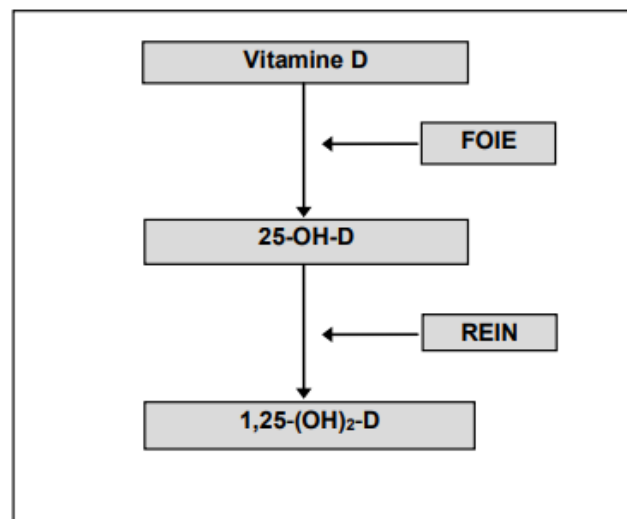 Vitamine D
FOIE
25-OH-D
REIN
1,25-(OH)₂-D